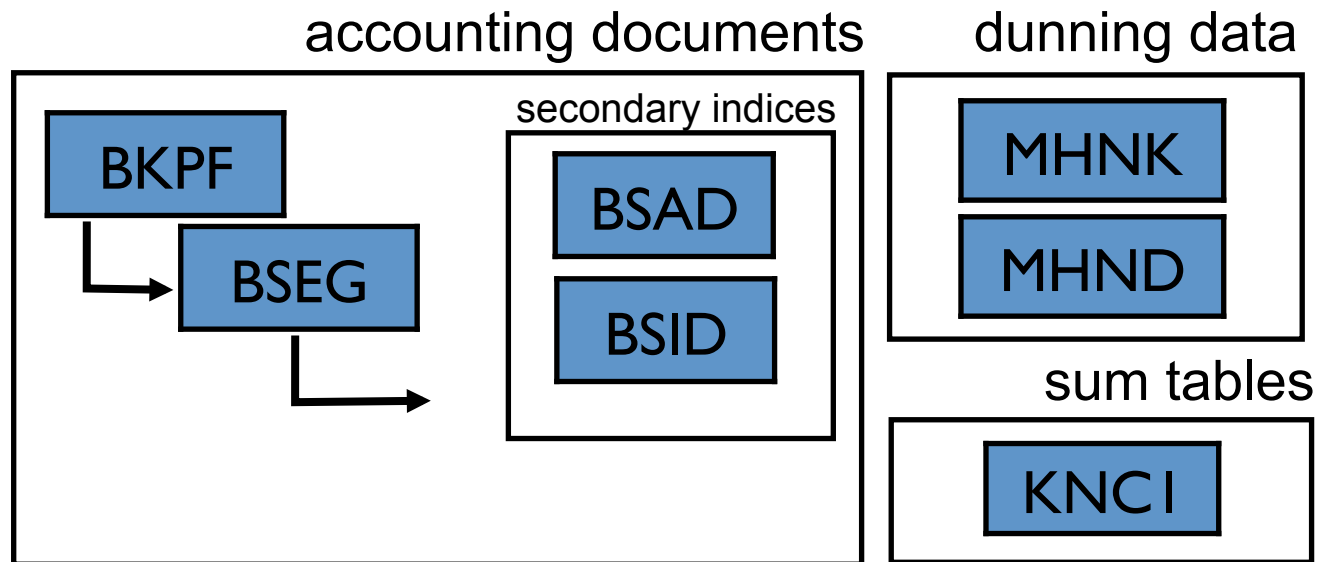 accounting documents
secondary indices
BKPF
BSEG
BSAD
BSID
dunning data
MHNK
MHND
sum tables
KNC1